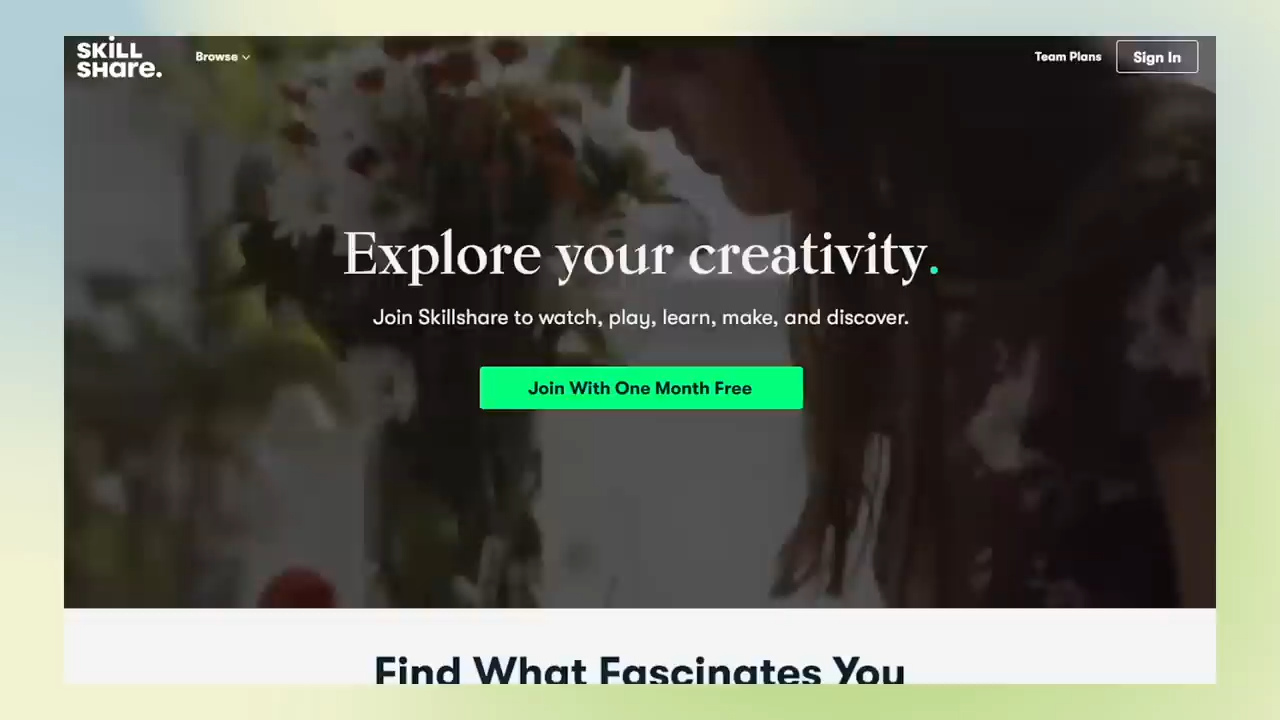 SKILL
SHare.
Browse
Team Plans
Sign In
Explore your creativity.
Join Skillshare to watch, play, learn, make, and discover.
Join With One Month Free
Find What Fascinates You